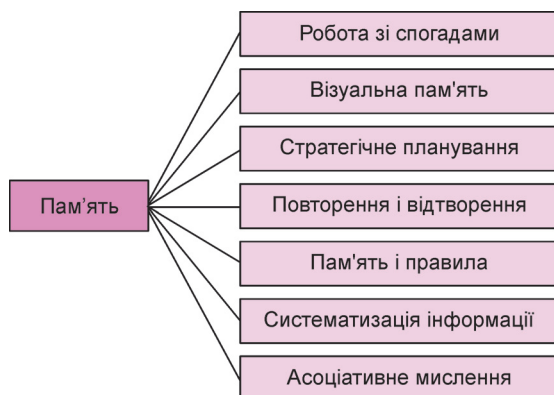 Робота зі спогадами
Візуальна пам'ять
Стратегічне планування
Пам’ять
Повторення і відтворення
Пам'ять і правила
Систематизація інформації
Асоціативне мислення